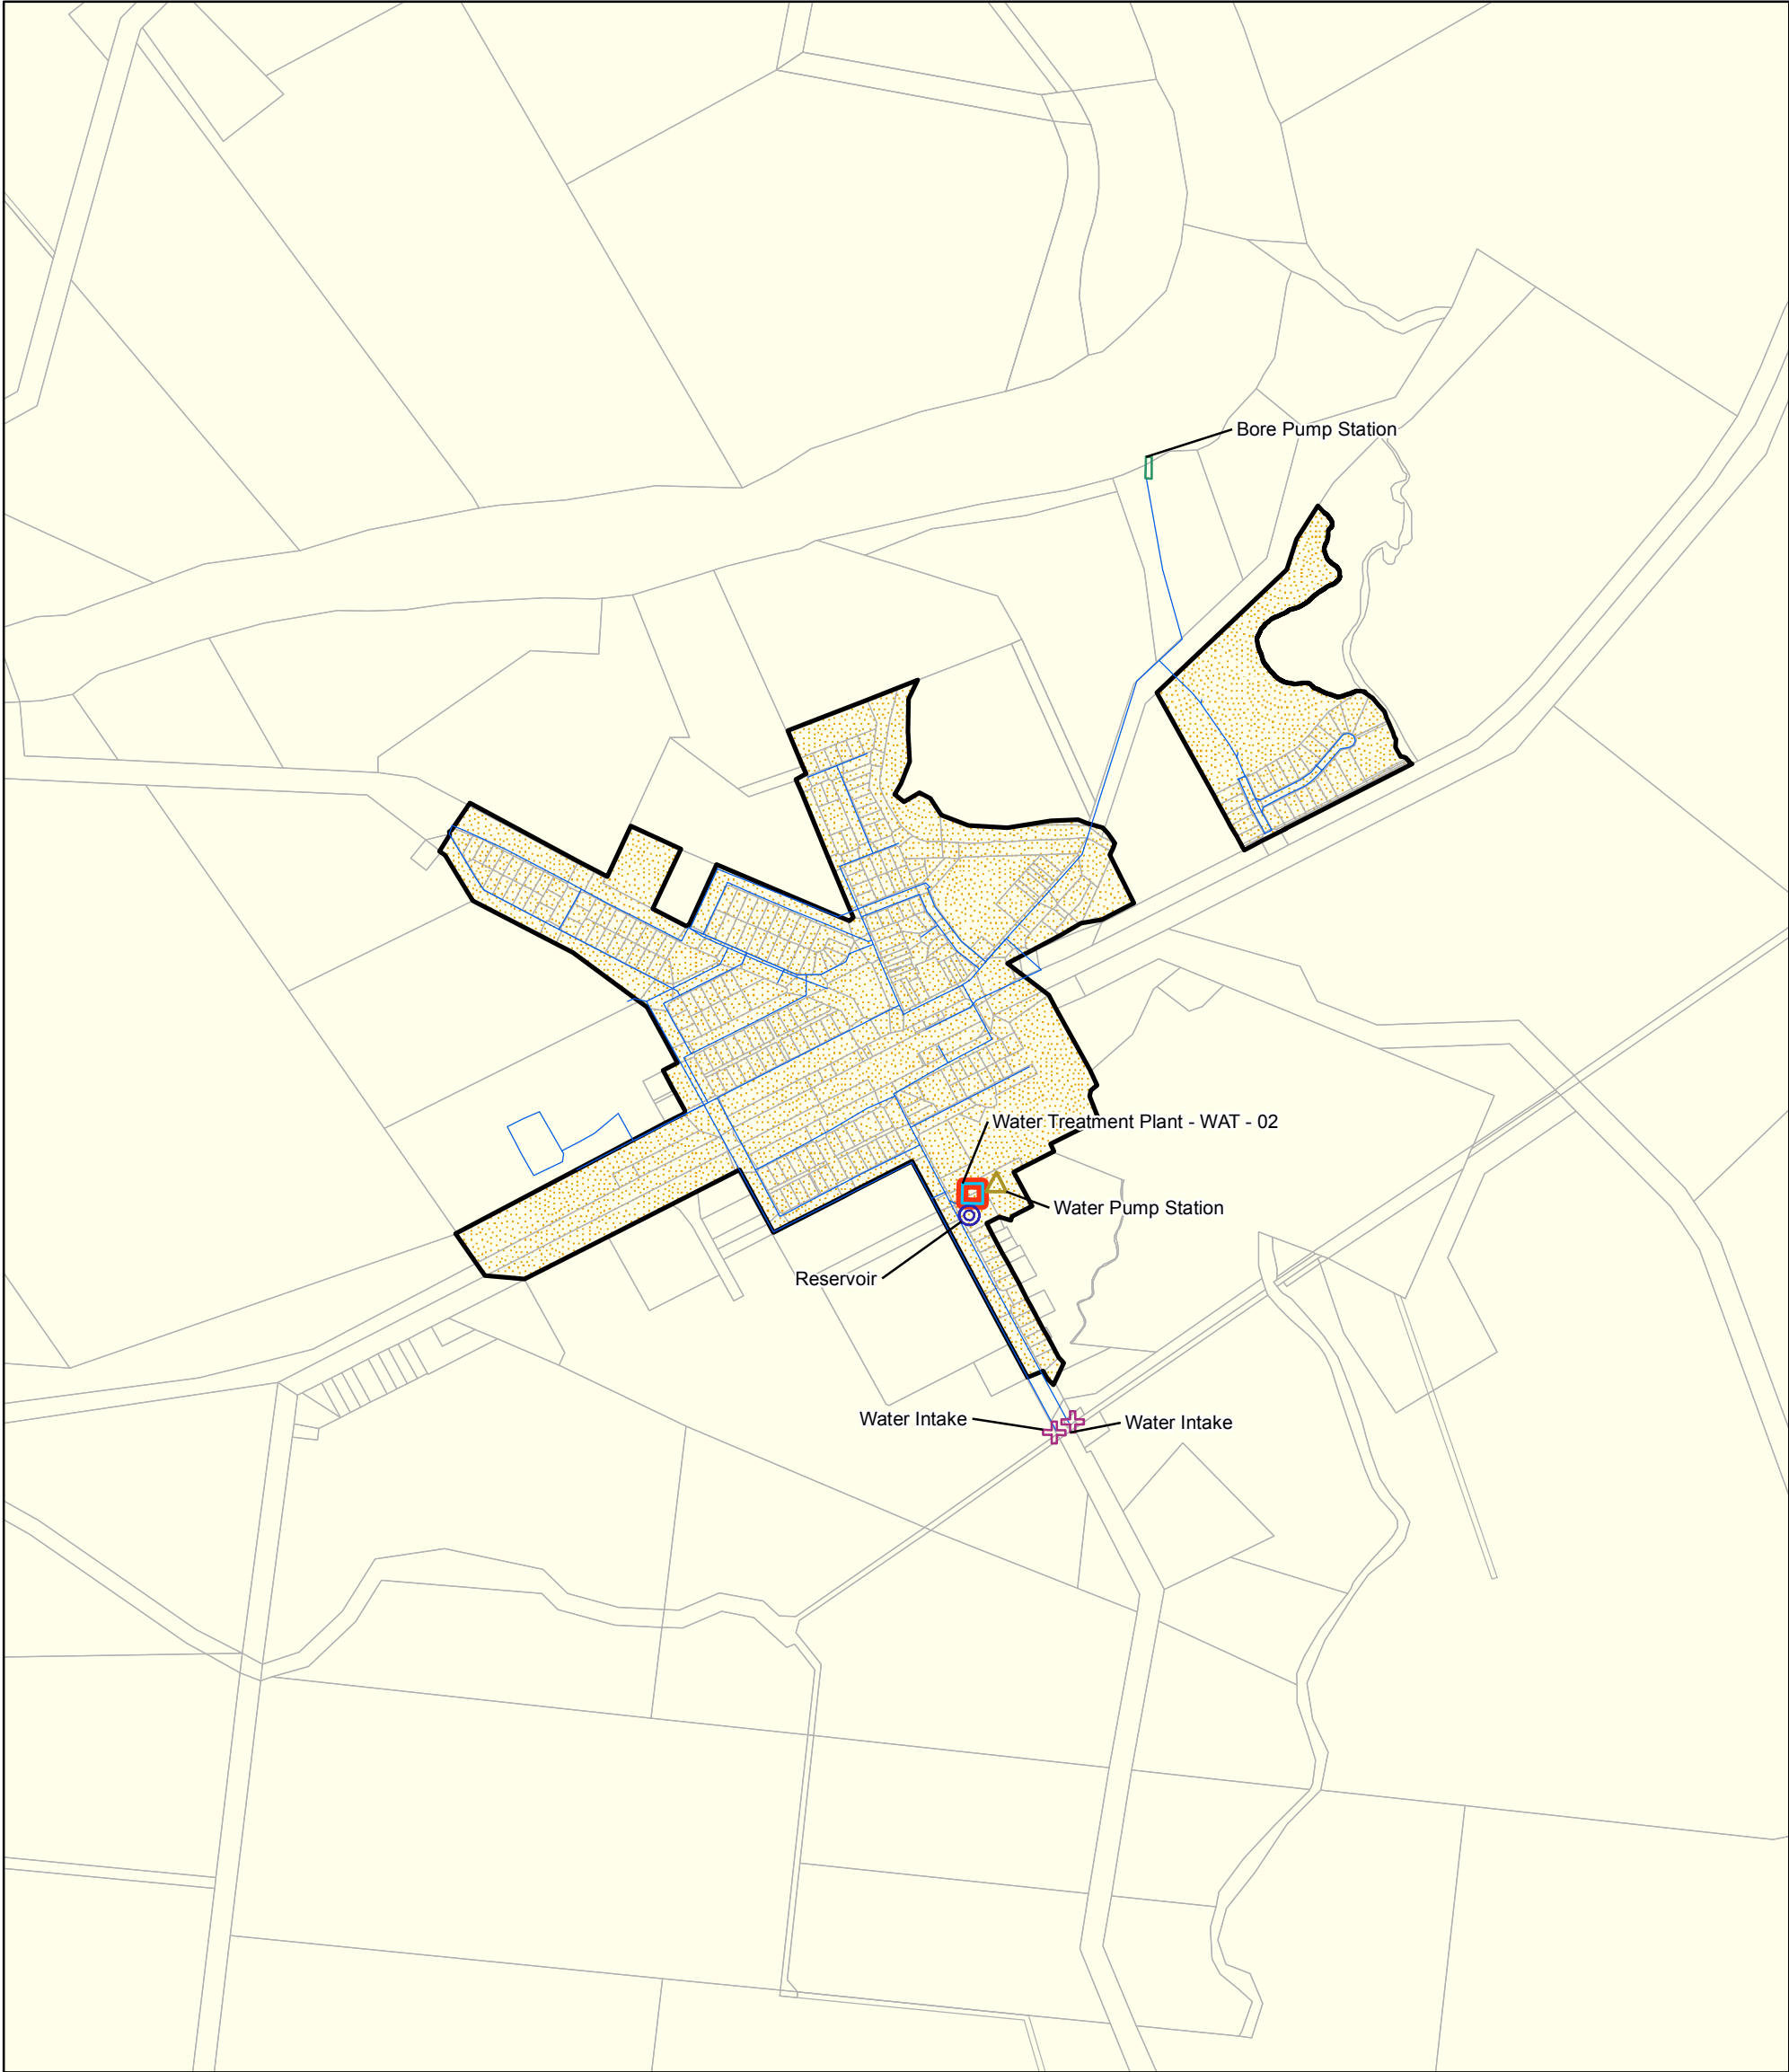 Bore Pump Station
Water Treatment Plant - WAT - 02
Water Pump Station
Reservoir
Water Intake
Water Intake